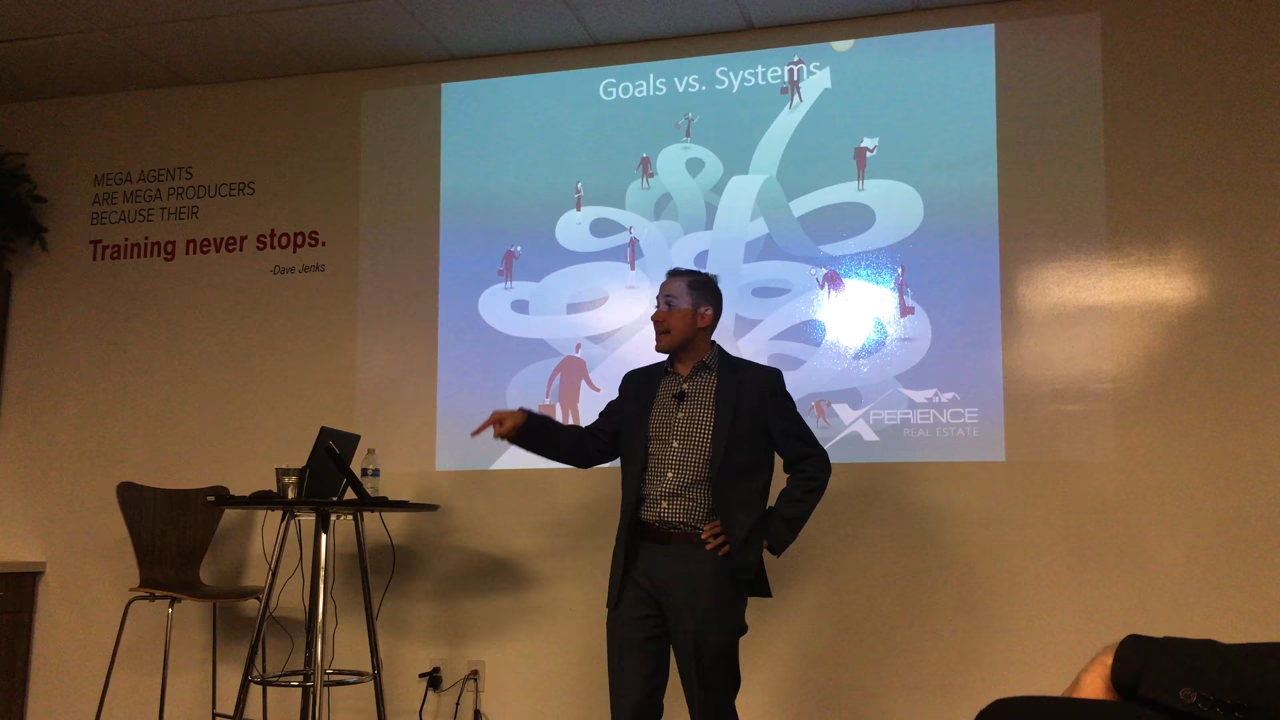 MEGA AGENTS
ARE MEGA PRODUCERS
BECAUSE THEIR
Training never stops.
-Dave Jenks
Goals vs. Systems
XPERIENCE
REAL ESTATE